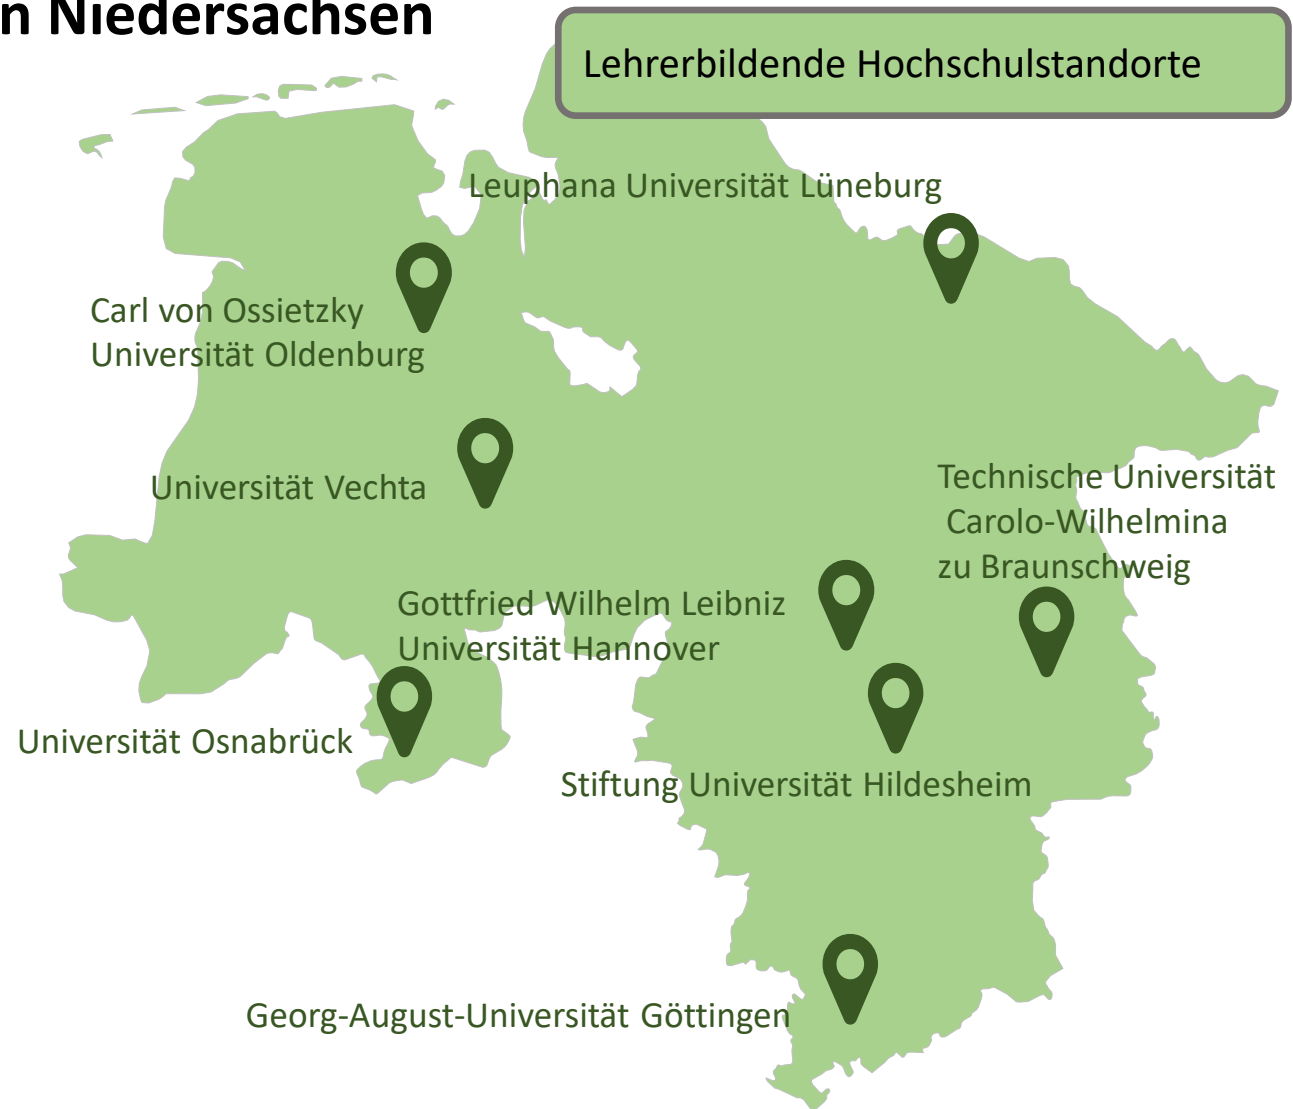 n Niedersachsen
Lehrerbildende Hochschulstandorte
Leuphana Universität Lüneburg
Carl von Ossietzky
Universität Oldenburg
Universität Vechta
Technische Universität
Carolo-Wilhelmina
zu Braunschweig
Gottfried Wilhelm Leibniz
Universität Hannover
Universität Osnabrück
Stiftung Universität Hildesheim
Georg-August-Universität Göttingen